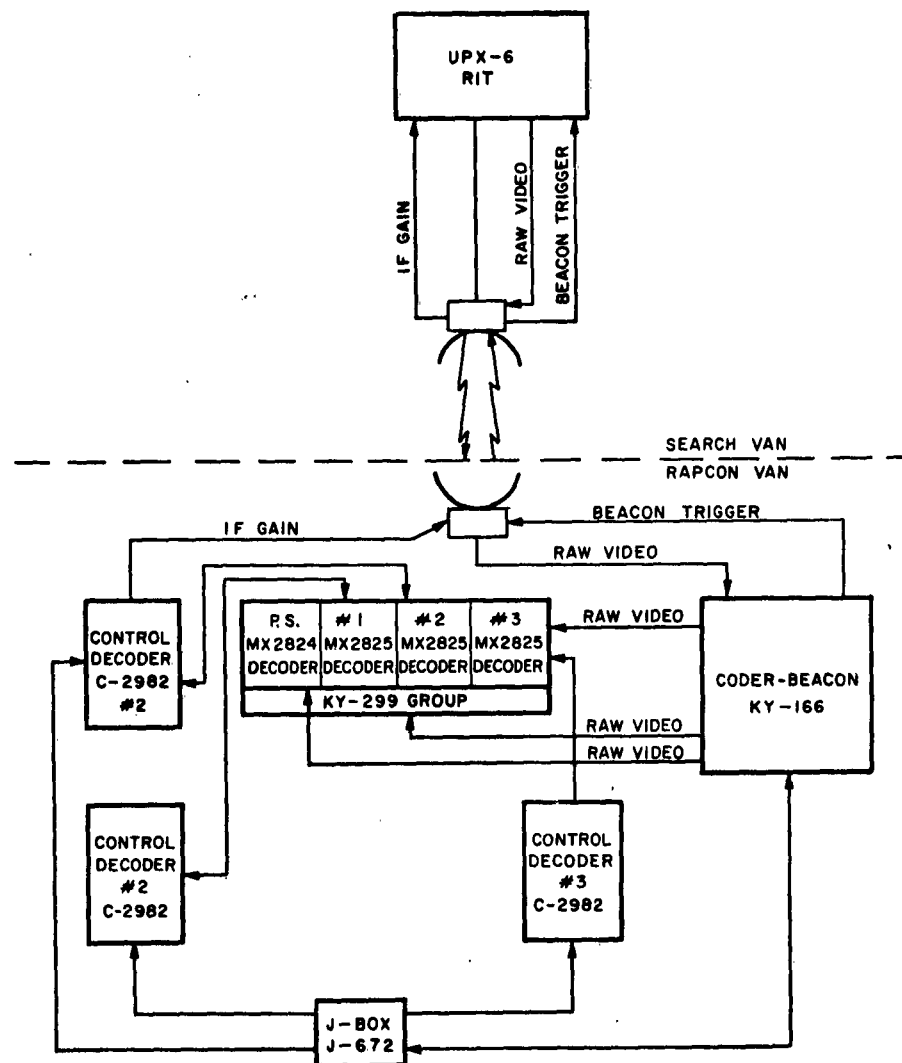 UPX-6
RIT
IF GAIN
RAW VIDEO
BEACON TRIGGER
SEARCH VAN
RAPCON VAN
BEACON TRIGGER
IF GAIN
RAW VIDEO
CONTROL
DECODER
C-2982
#2
P.S.
MX2824
DECODER
#1
MX2825
DECODER
#2
MX2825
DECODER
#3
MX2825
DECODER
KY-299 GROUP
RAW VIDEO
RAW VIDEO
RAW VIDEO
CODER-BEACON
KY-166
CONTROL
DECODER
#2
C-2982
CONTROL
DECODER
#3
C-2982
J-BOX
J-672